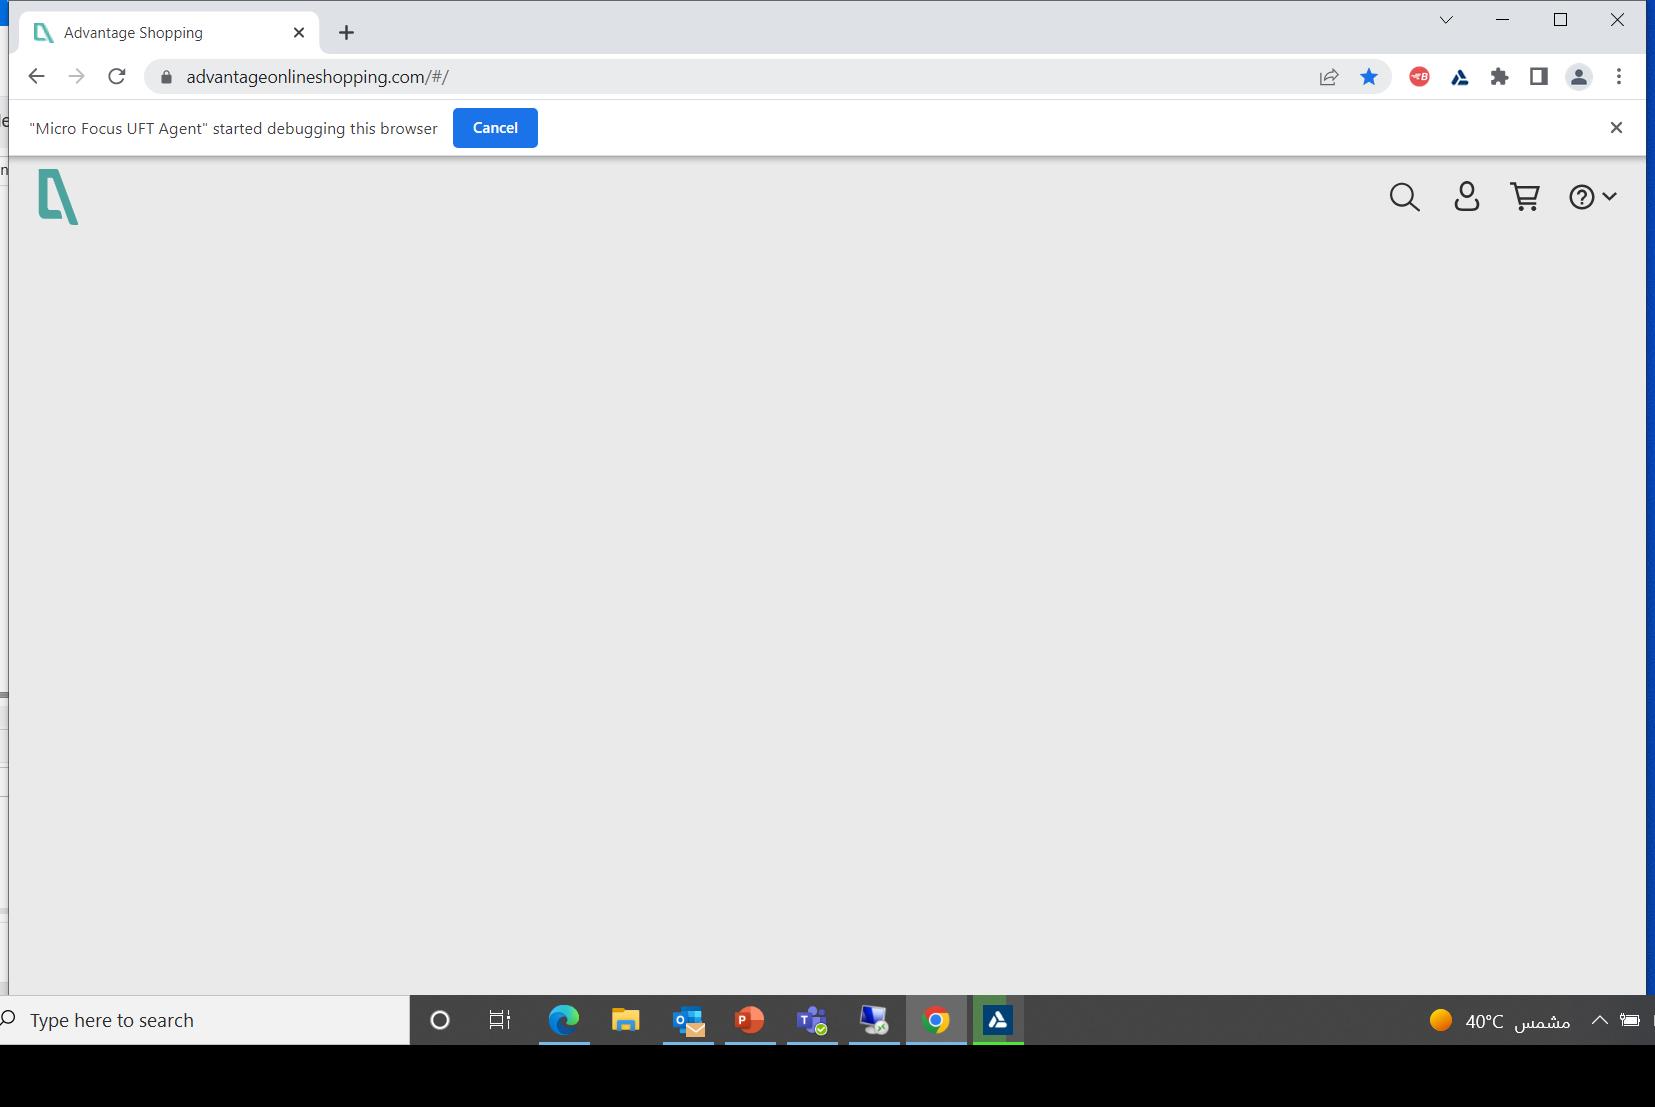 Advantage Shopping
advantageonlineshopping.com/#/
"Micro Focus UFT Agent" started debugging this browser
Cancel
Type here to search
40°C مشمس